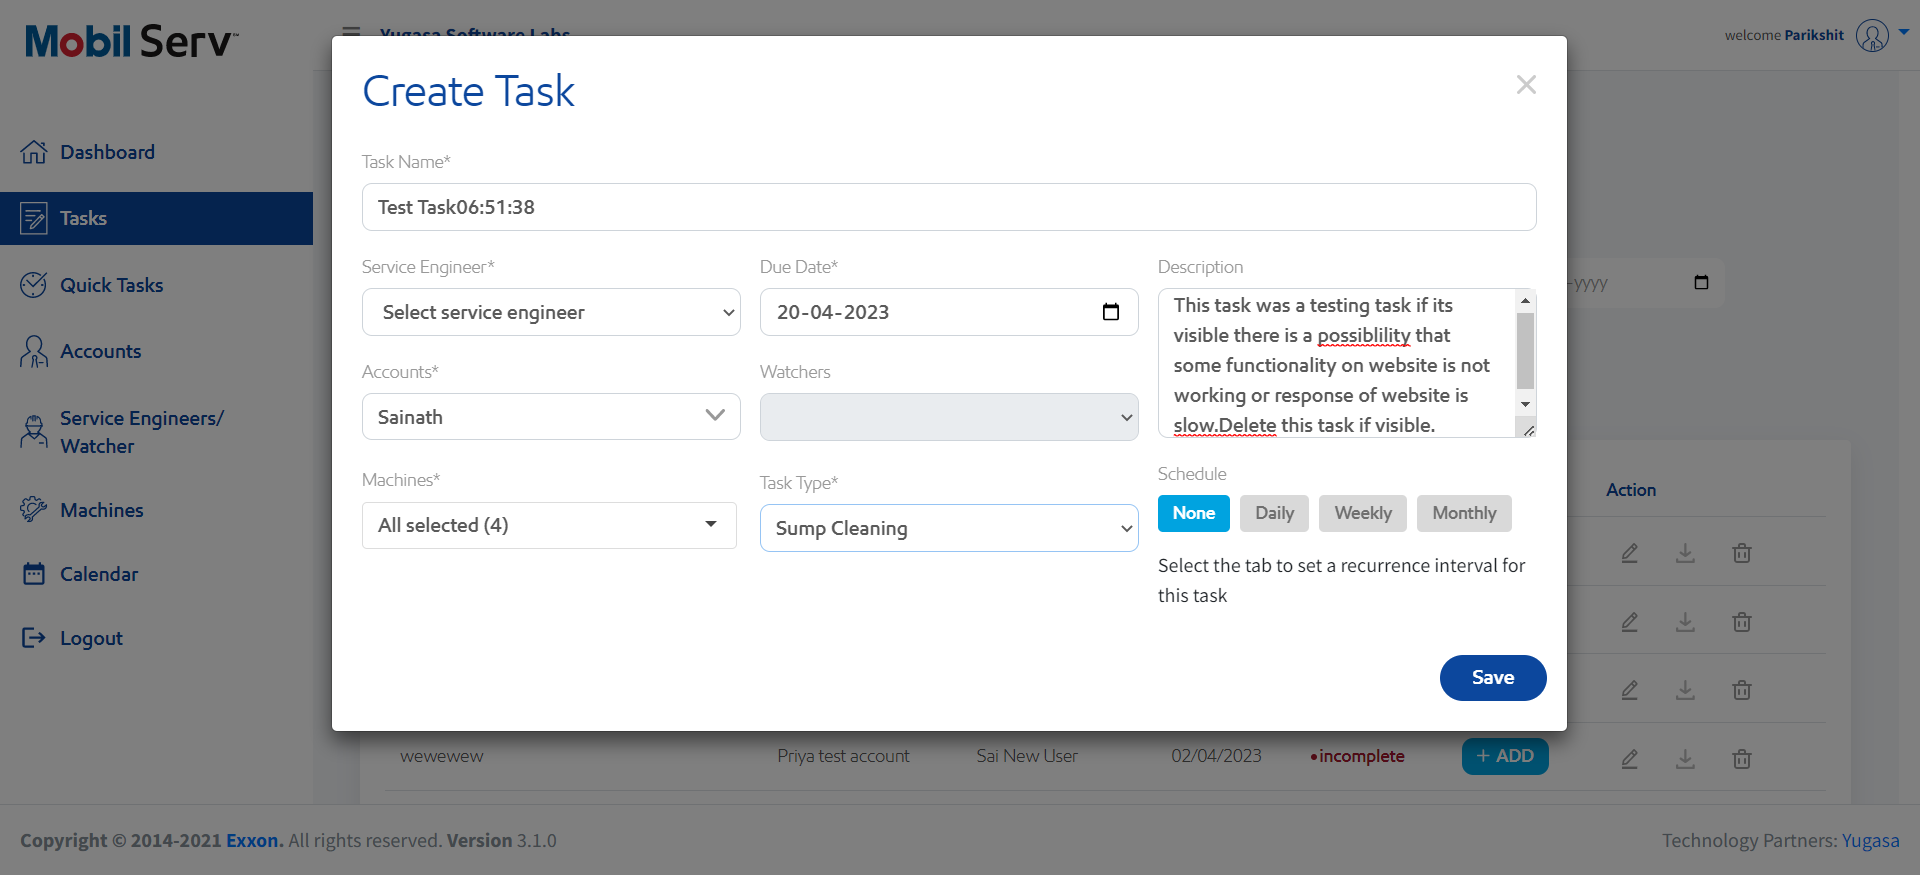 Mobil Serv™
Yugasa Software Labs
welcome Parikshit
Dashboard
Tasks
Quick Tasks
Accounts
Service Engineers/
Watcher
Machines
Calendar
Logout
Create Task
Task Name*
Test Task06:51:38
Service Engineer*
Select service engineer
Due Date*
20-04-2023
Description
This task was a testing task if its
visible there is a possiblility that
some functionality on website is not
working or response of website is
slow.Delete this task if visible.
Accounts*
Sainath
Watchers
Machines*
All selected (4)
Task Type*
Sump Cleaning
Schedule
None Daily Weekly Monthly
Select the tab to set a recurrence interval for
this task
Save
-yyyy
Action
wewewew Priya test account Sai New User 02/04/2023 •incomplete + ADD
Copyright © 2014-2021 Exxon. All rights reserved. Version 3.1.0
Technology Partners: Yugasa